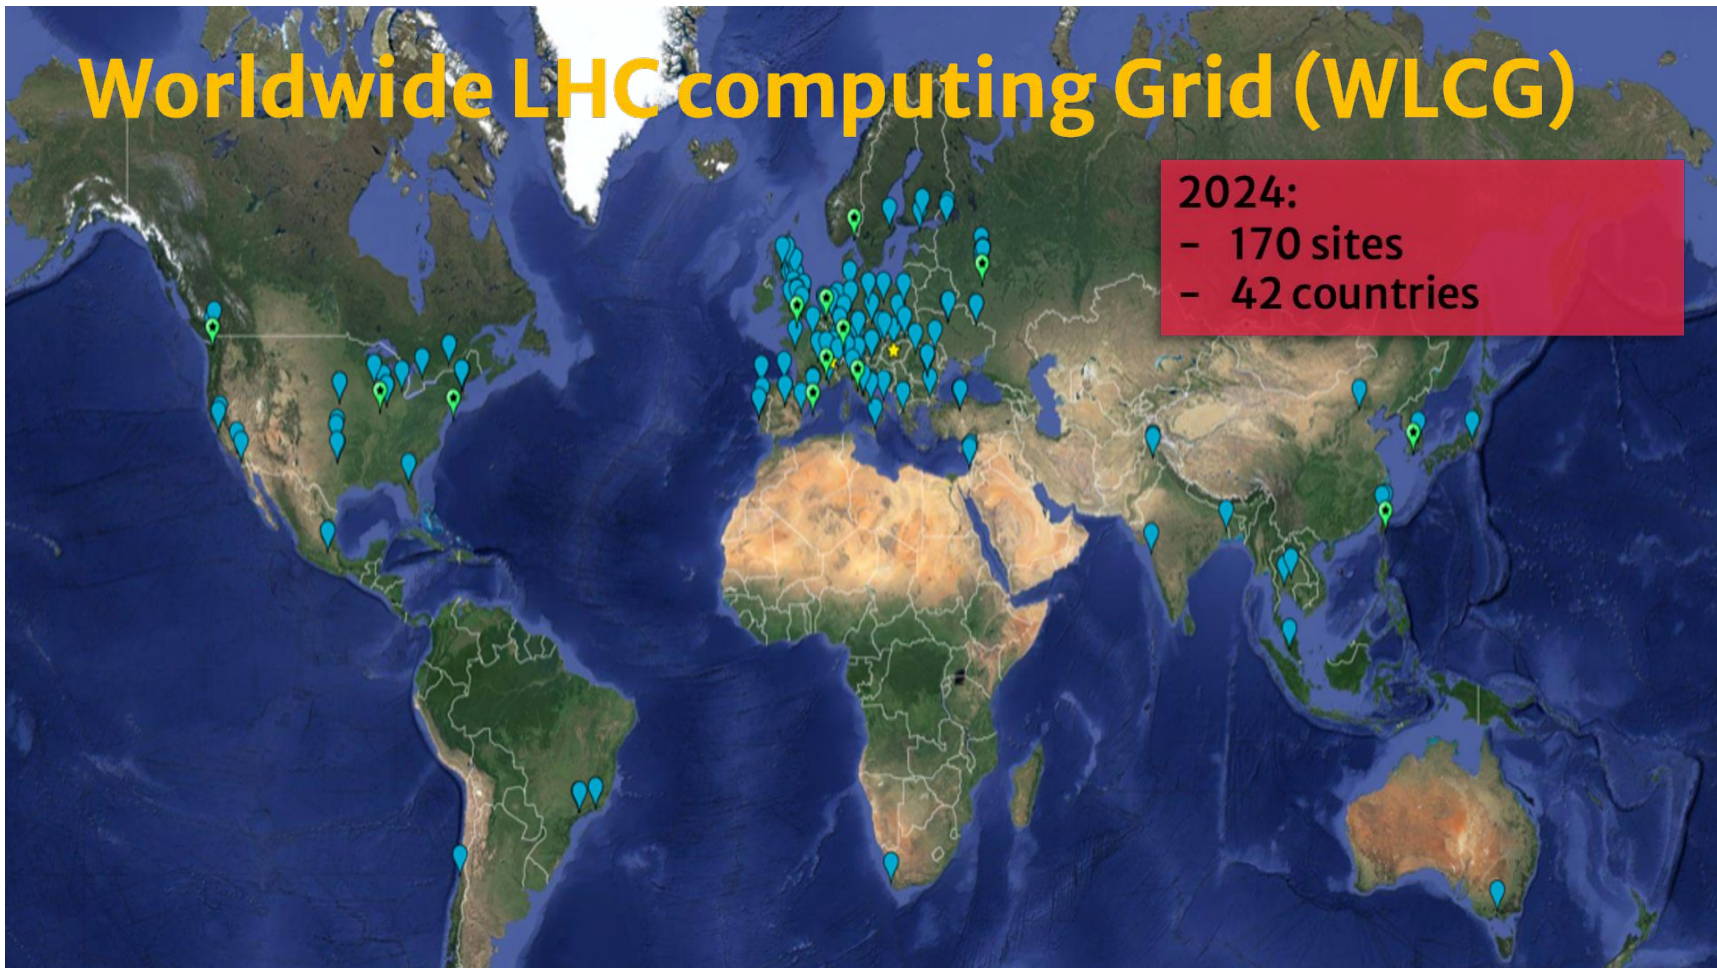 Worldwide LHC computing Grid (WLCG)
2024:
- 170 sites
- 42 countries